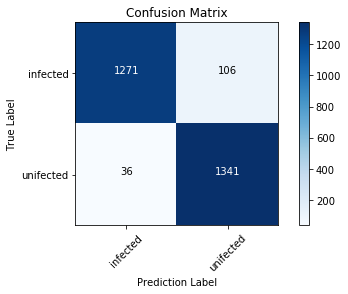 Confusion Matrix
True Label
infected
1271
106
unifected
36
1341
infected
unifected
Prediction Label
1200
1000
800
600
400
200